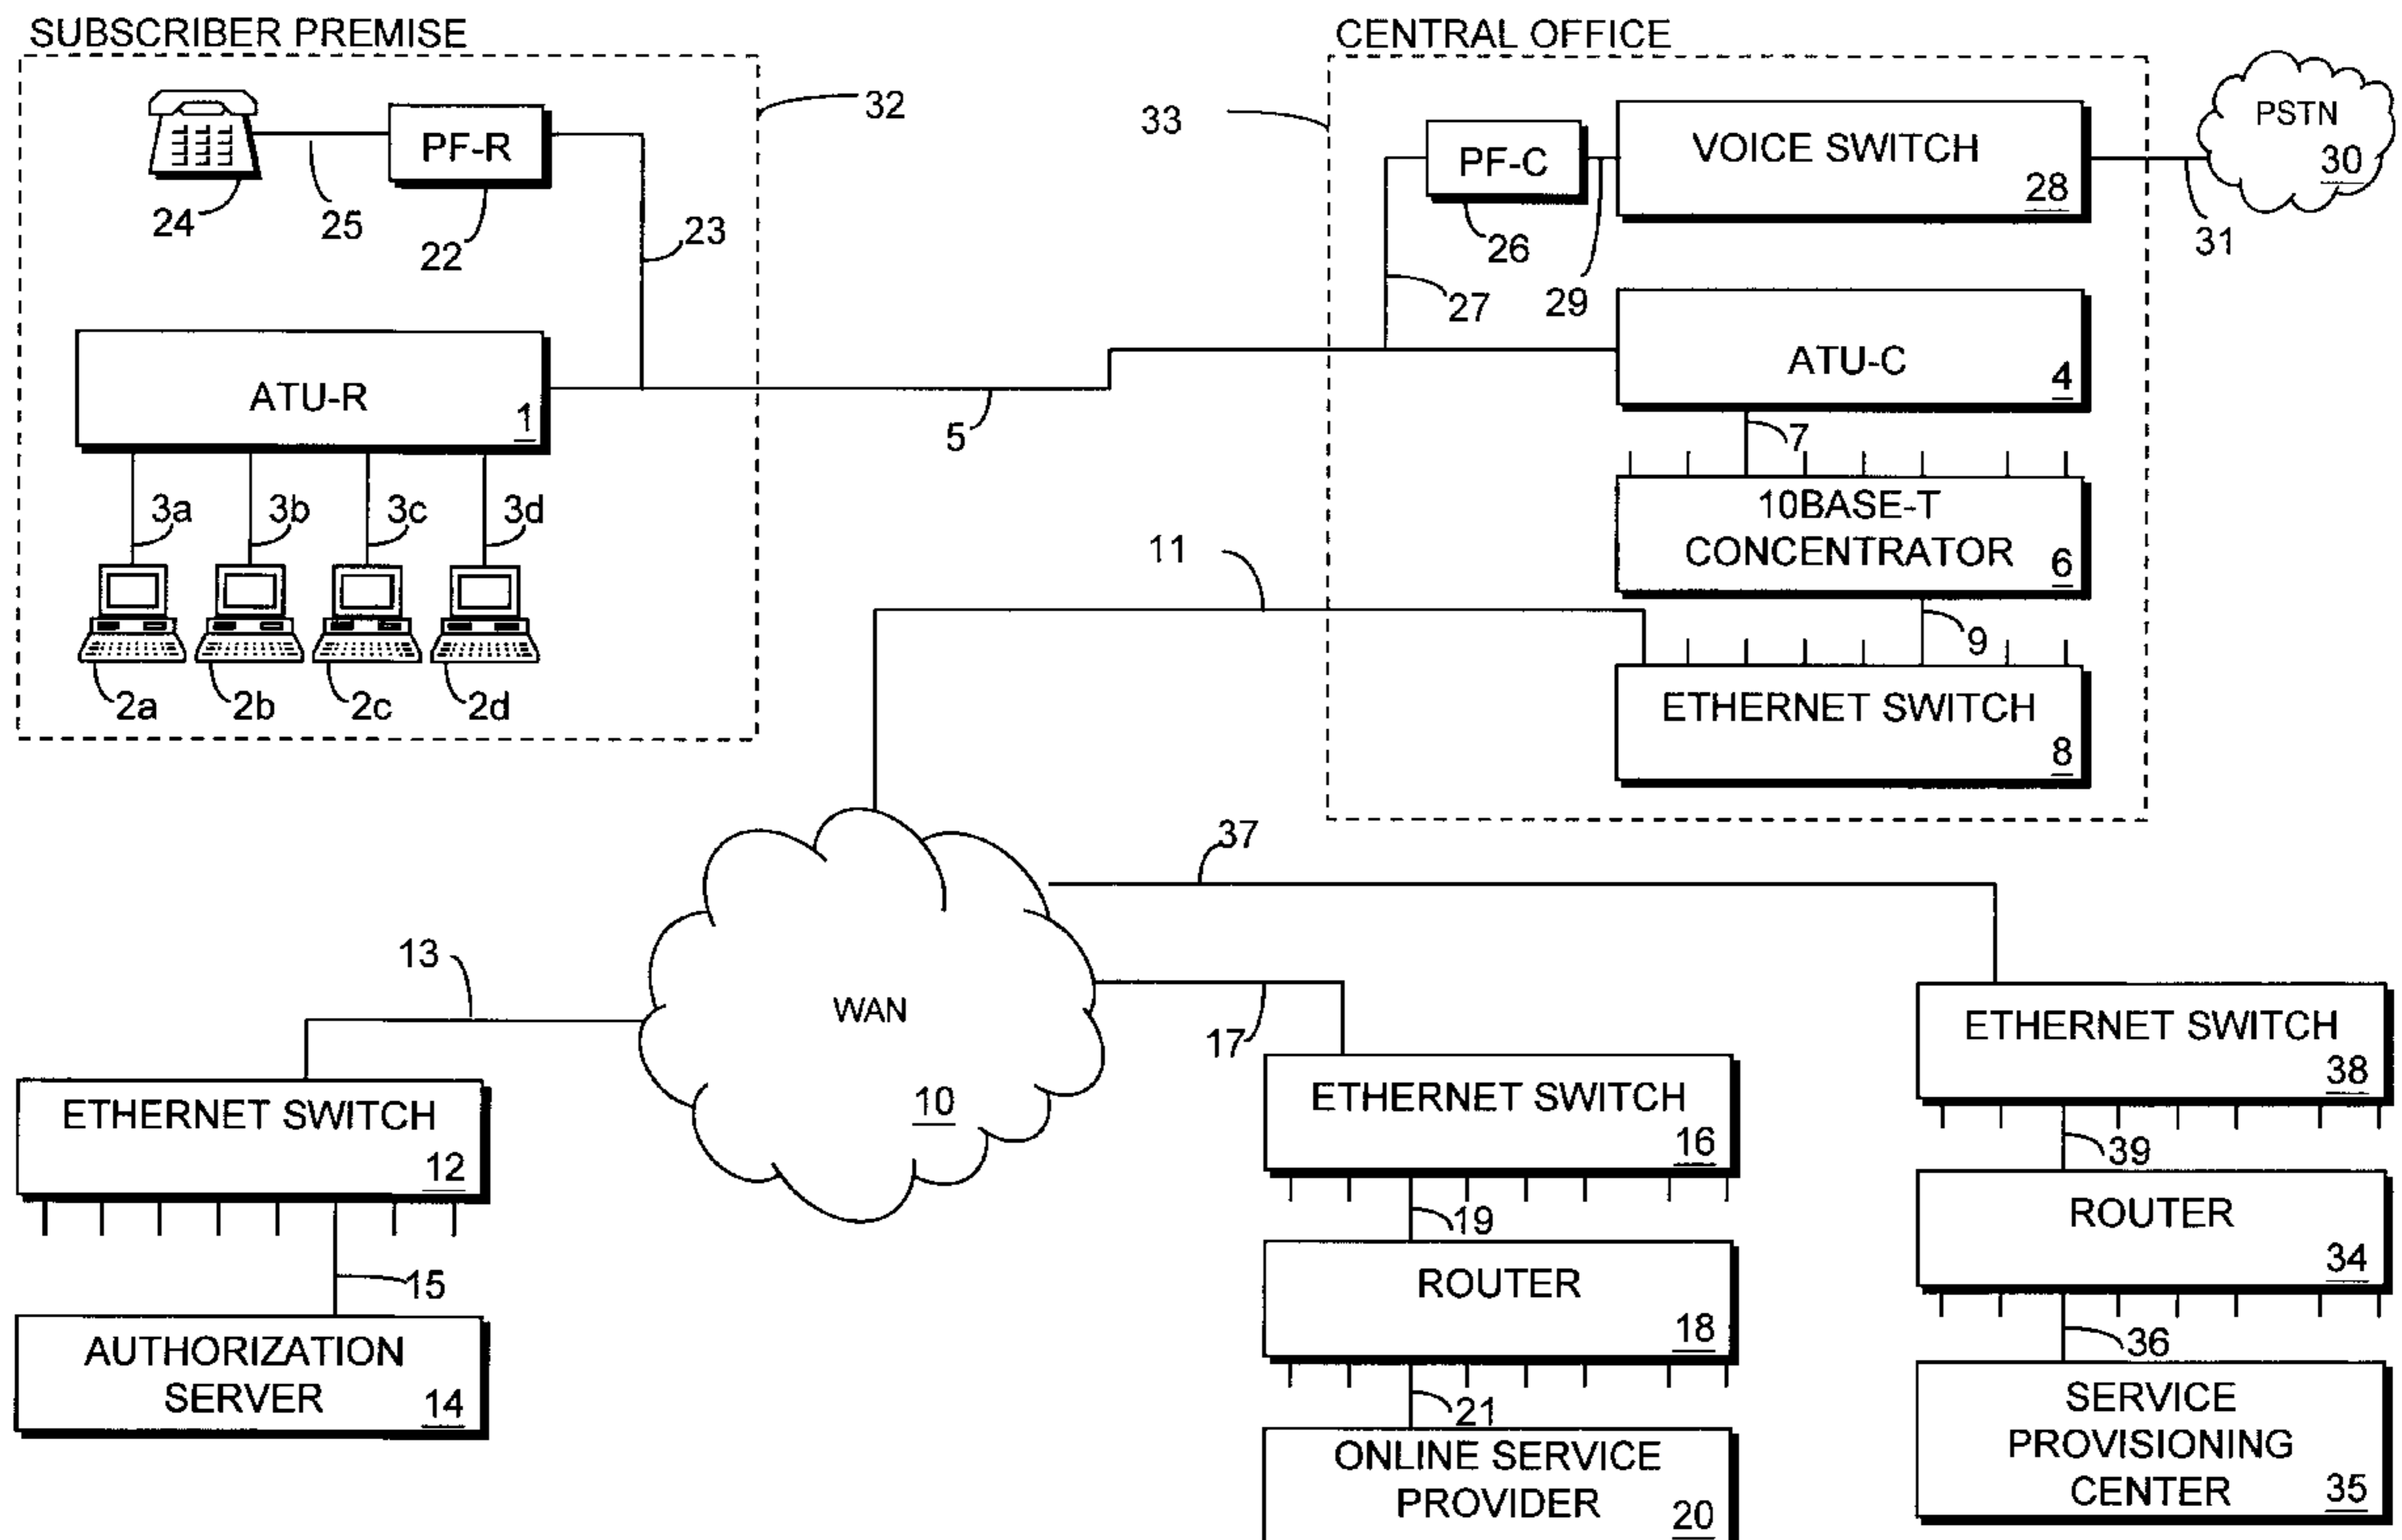 SUBSCRIBER PREMISE
24
25
PF-R
22
23
32
ATU-R
1
3a
3b
3c
3d
2a
2b
2c
2d
5
CENTRAL OFFICE
33
PF-C
26
27
29
VOICE SWITCH
28
PSTN
30
31
ATU-C
4
7
10BASE-T
CONCENTRATOR
6
9
11
ETHERNET SWITCH
8
WAN
10
13
ETHERNET SWITCH
12
15
AUTHORIZATION
SERVER
14
17
ETHERNET SWITCH
16
19
ROUTER
18
21
ONLINE SERVICE
PROVIDER
20
37
ETHERNET SWITCH
38
39
ROUTER
34
36
SERVICE
PROVISIONING
CENTER
35